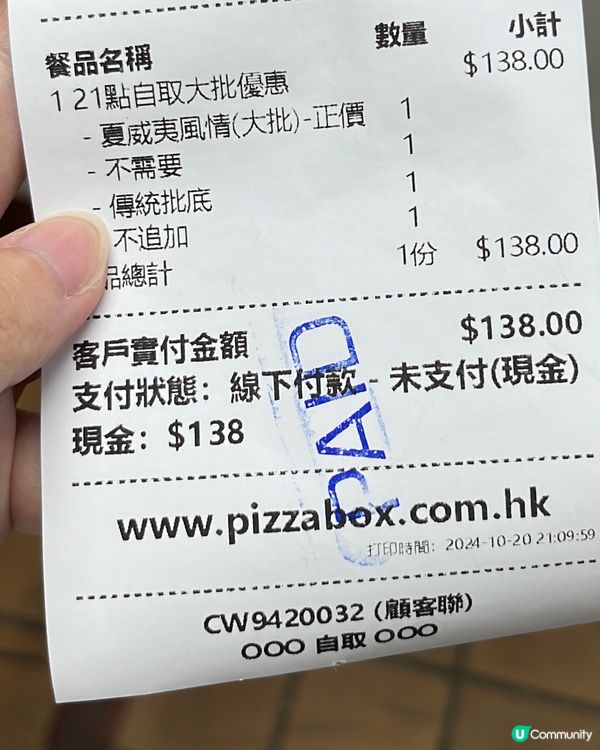 餐品名稱 數量 小計
1 21點自取大批優惠 $138.00
- 夏威夷風情(大批)-正價 1
- 不需要 1
- 傳統批底 1
不追加 1
品總計 1份 $138.00
客戶實付金額 $138.00
支付狀態：線下付款 - 未支付(現金)
現金：$138
PAID
www.pizzabox.com.hk
打印時間：2024-10-20 21:09:59
CW9420032 (顧客聯)
OOO 自取 OOO
U Community